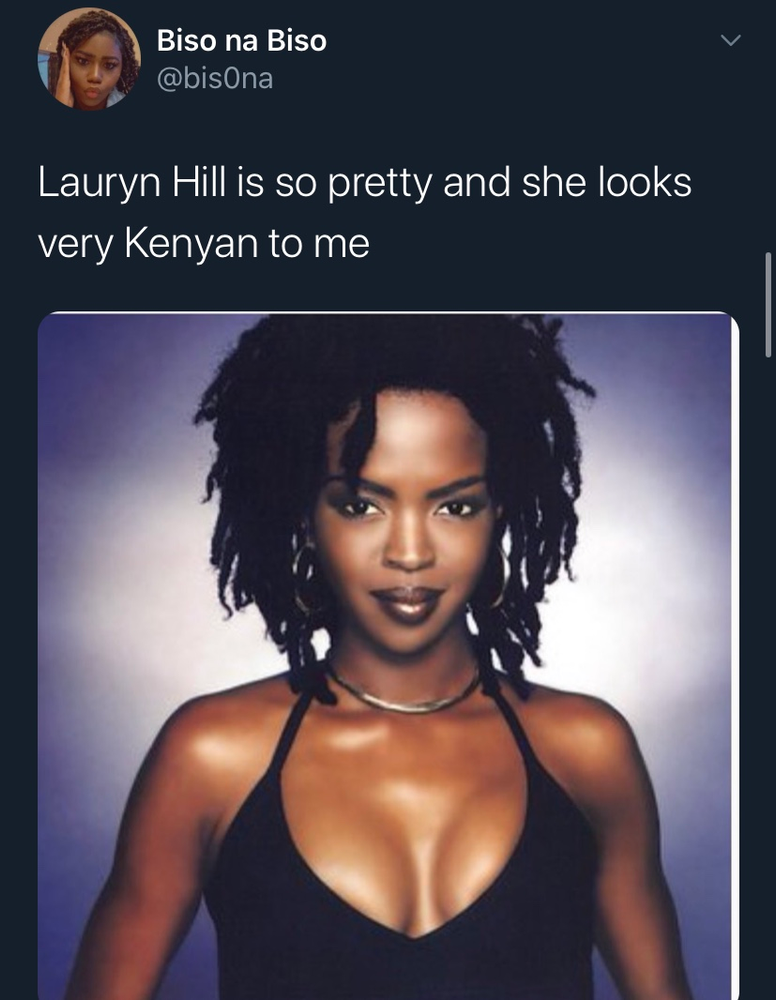 Biso na Biso
@bis0na
Lauryn Hill is so pretty and she looks
very Kenyan to me